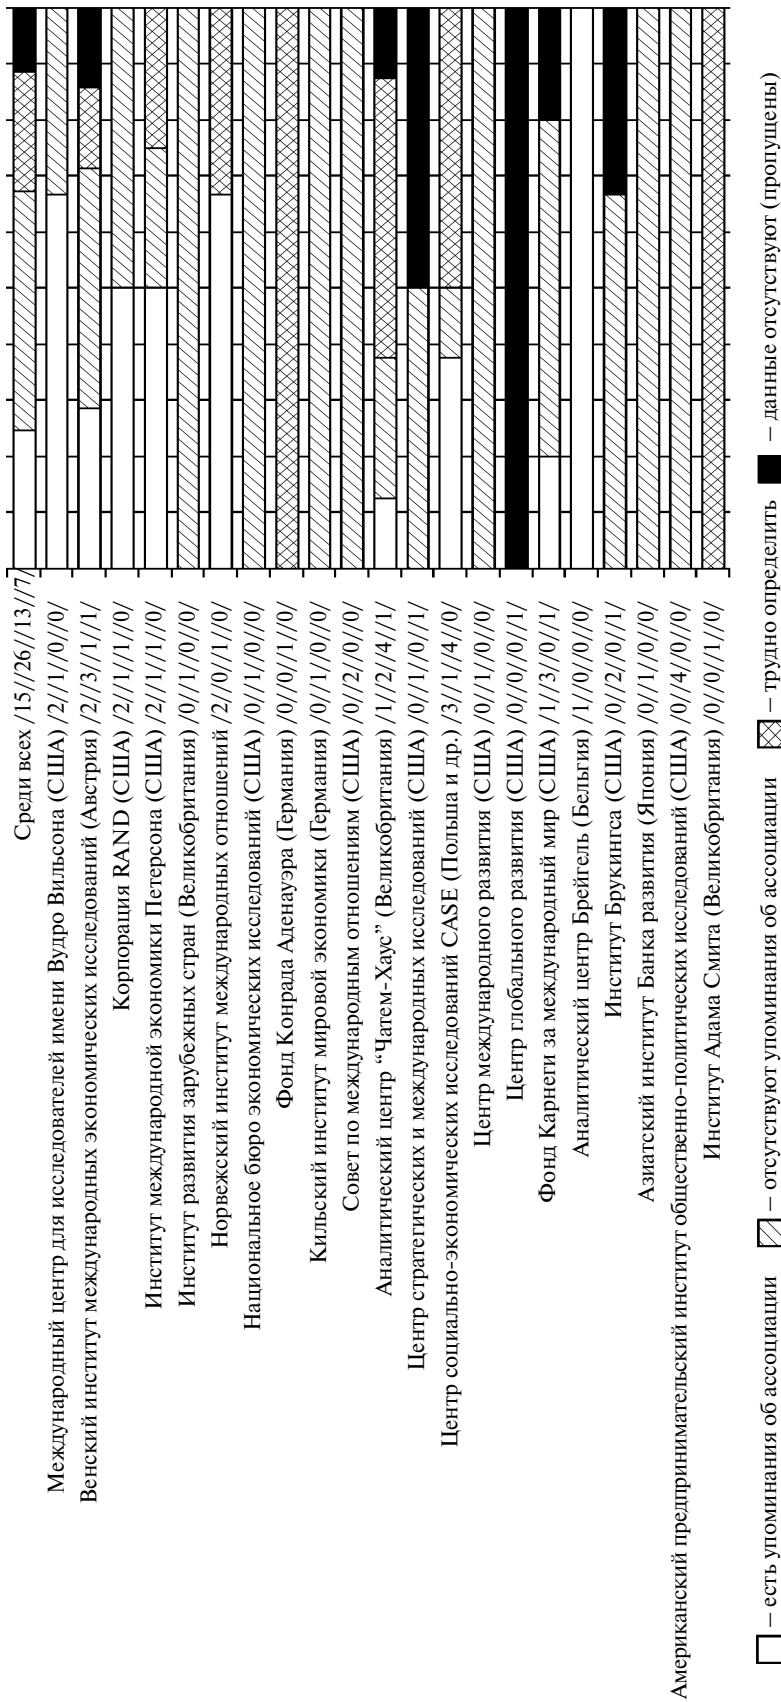 Среди всех /15//26//13//7/
Международный центр для исследователей имени Вудро Вильсона (США) /2//1//0//0/
Венский институт международных экономических исследований (Австрия) /2//3//1//1/
Корпорация RAND (США) /2//1//1//0/
Институт международной экономики Петерсона (США) /2//1//1//0/
Институт развития зарубежных стран (Великобритания) /0//1//0//0/
Норвежский институт международных отношений /2//0//1//0/
Национальное бюро экономических исследований (США) /0//1//0//0/
Фонд Конрада Аденауэра (Германия) /0//0//1//0/
Кильский институт мировой экономики (Германия) /0//1//0//0/
Совет по международным отношениям (США) /0//2//0//0/
Аналитический центр “Чатем-Хаус” (Великобритания) /1//2//4//1/
Центр стратегических и международных исследований (США) /0//1//0//1/
Центр социально-экономических исследований CASE (Польша и др.) /3//1//4//0/
Центр международного развития (США) /0//1//0//0/
Центр глобального развития (США) /0//0//0//1/
Фонд Карнеги за международный мир (США) /1//3//0//1/
Аналитический центр Брейгель (Бельгия) /1//0//0//0/
Институт Брукингса (США) /0//2//0//1/
Азиатский институт Банка развития (Япония) /0//1//0//0/
Американский предпринимательский институт общественно-политических исследований (США) /0//4//0//0/
Институт Адама Смита (Великобритания) /0//0//1//0/
– есть упоминания об ассоциации – отсутствуют упоминания об ассоциации – трудно определить – данные отсутствуют (пропущены)